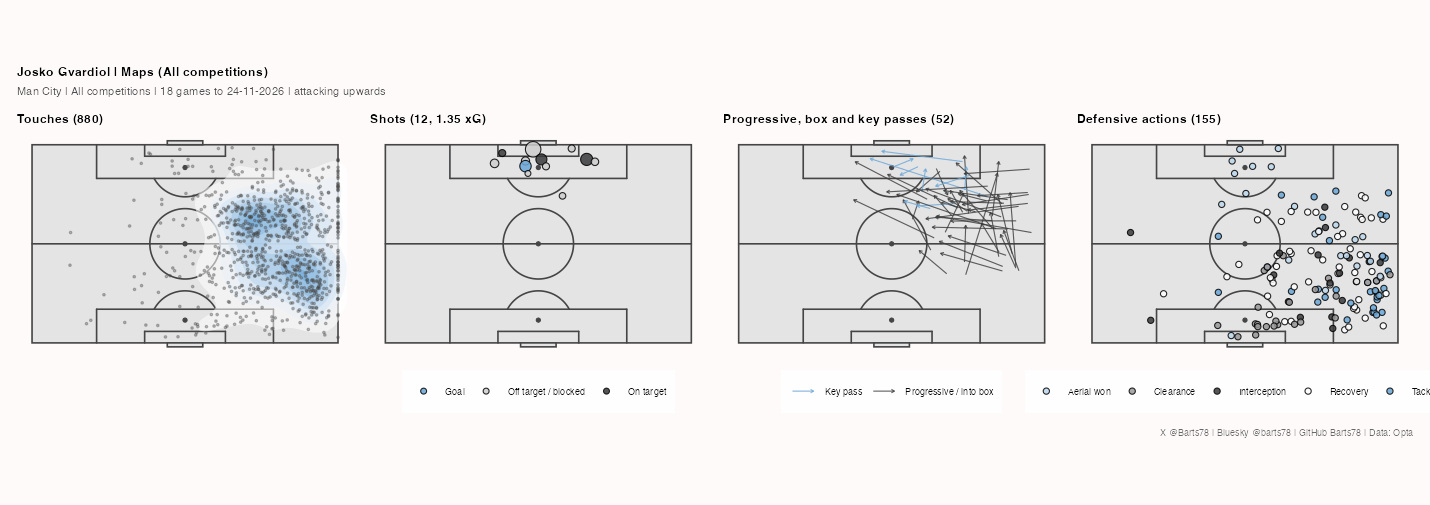 Josko Gvardiol | Maps (All competitions)
Man City | All competitions | 18 games to 24-11-2026 | attacking upwards
Touches (880)
Shots (12, 1.35 xG)
Progressive, box and key passes (52)
Defensive actions (155)
Goal
Off target / blocked
On target
Key pass
Progressive / into box
Aerial won
Clearance
Interception
Recovery
Tack
X @Barts78 | Bluesky @barts78 | GitHub Barts78 | Data: Opta